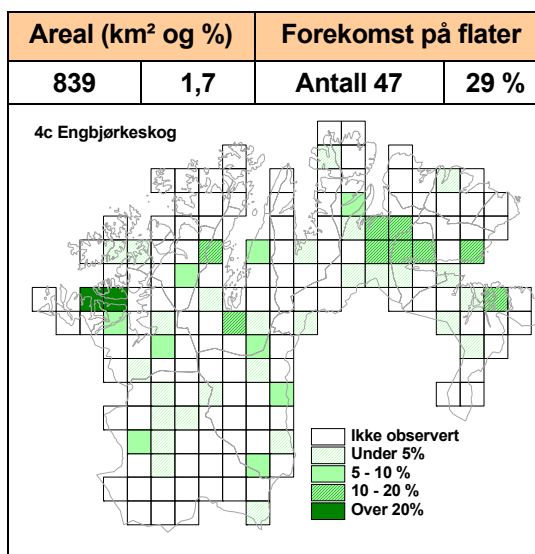 Areal (km² og %) Forekomst på flater
839 1,7 Antall 47 29 %
4c Engbjørkeskog
Ikke observert
Under 5%
5 - 10 %
10 - 20 %
Over 20%